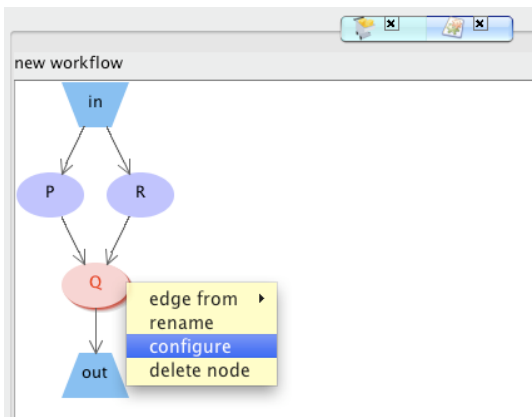 new workflow
in
P
R
Q
edge from
rename
configure
delete node
out